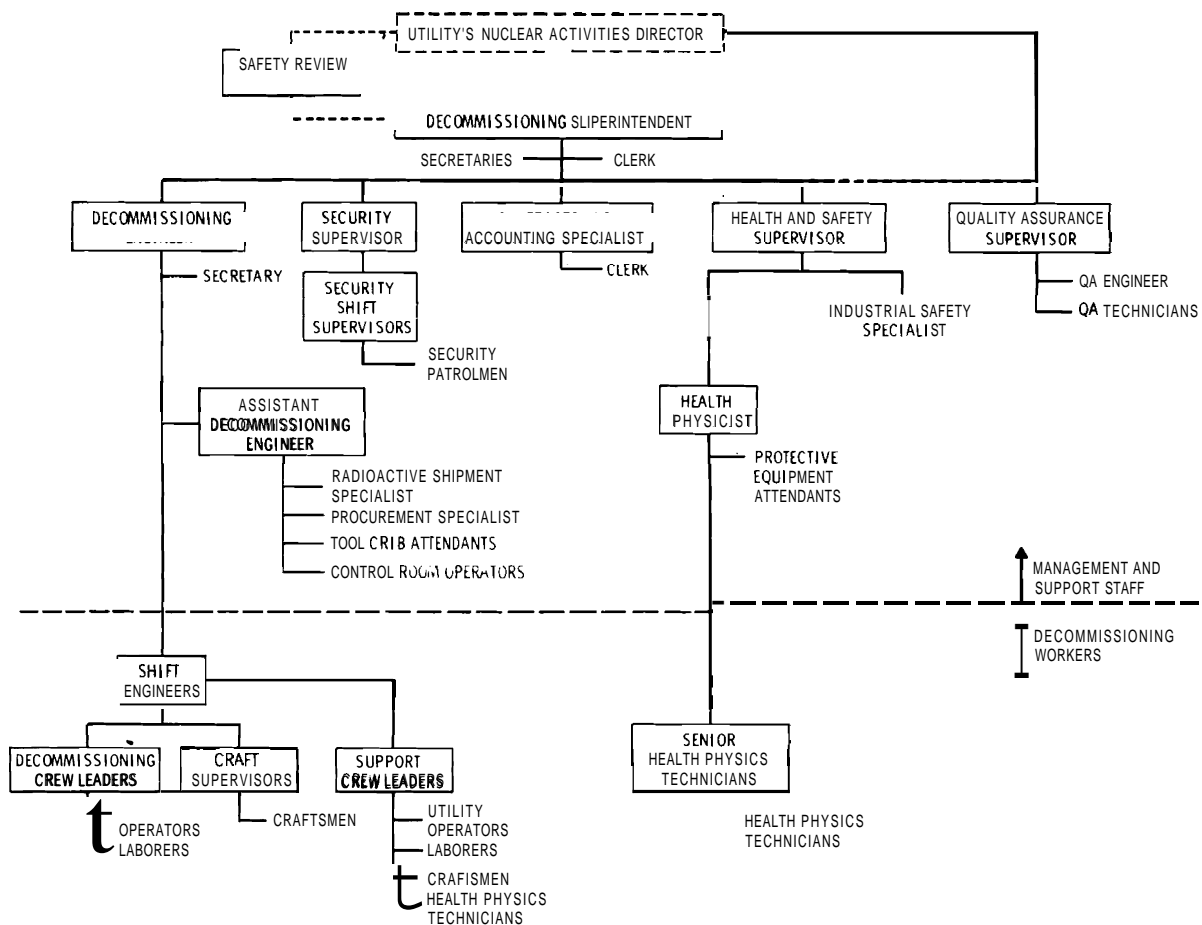 UTILITY'S NUCLEAR ACTIVITIES DIRECTOR
SAFETY REVIEW
DECOMMISSIONING SLIPERINTENDENT
SECRETARIES
CLERK
DECOMMISSIONING
SECURITY
SUPERVISOR
ACCOUNTING SPECIALIST
HEALTH AND SAFETY
SUPERVISOR
QUALITY ASSURANCE
SUPERVISOR
SECRETARY
CLERK
QA ENGINEER
QA TECHNICIANS
SECURITY
SHIFT
SUPERVISORS
INDUSTRIAL SAFETY
SPECIALIST
SECURITY
PATROLMEN
ASSISTANT
DECOMMISSIONING
ENGINEER
HEALTH
PHYSICIST
PROTECTIVE
EQUIPMENT
ATTENDANTS
RADIOACTIVE SHIPMENT
SPECIALIST
PROCUREMENT SPECIALIST
TOOL CRIB ATTENDANTS
CONTROL ROOM OPERATORS
MANAGEMENT AND
SUPPORT STAFF
DECOMMISSIONING
WORKERS
SHIFT
ENGINEERS
DECOMMISSIONING
CREW LEADERS
CRAFT
SUPERVISORS
SUPPORT
CREW LEADERS
SENIOR
HEALTH PHYSICS
TECHNICIANS
t OPERATORS
LABORERS
CRAFTSMEN
UTILITY
OPERATORS
LABORERS
t CRAFISMEN
HEALTH PHYSICS
TECHNICIANS
HEALTH PHYSICS
TECHNICIANS